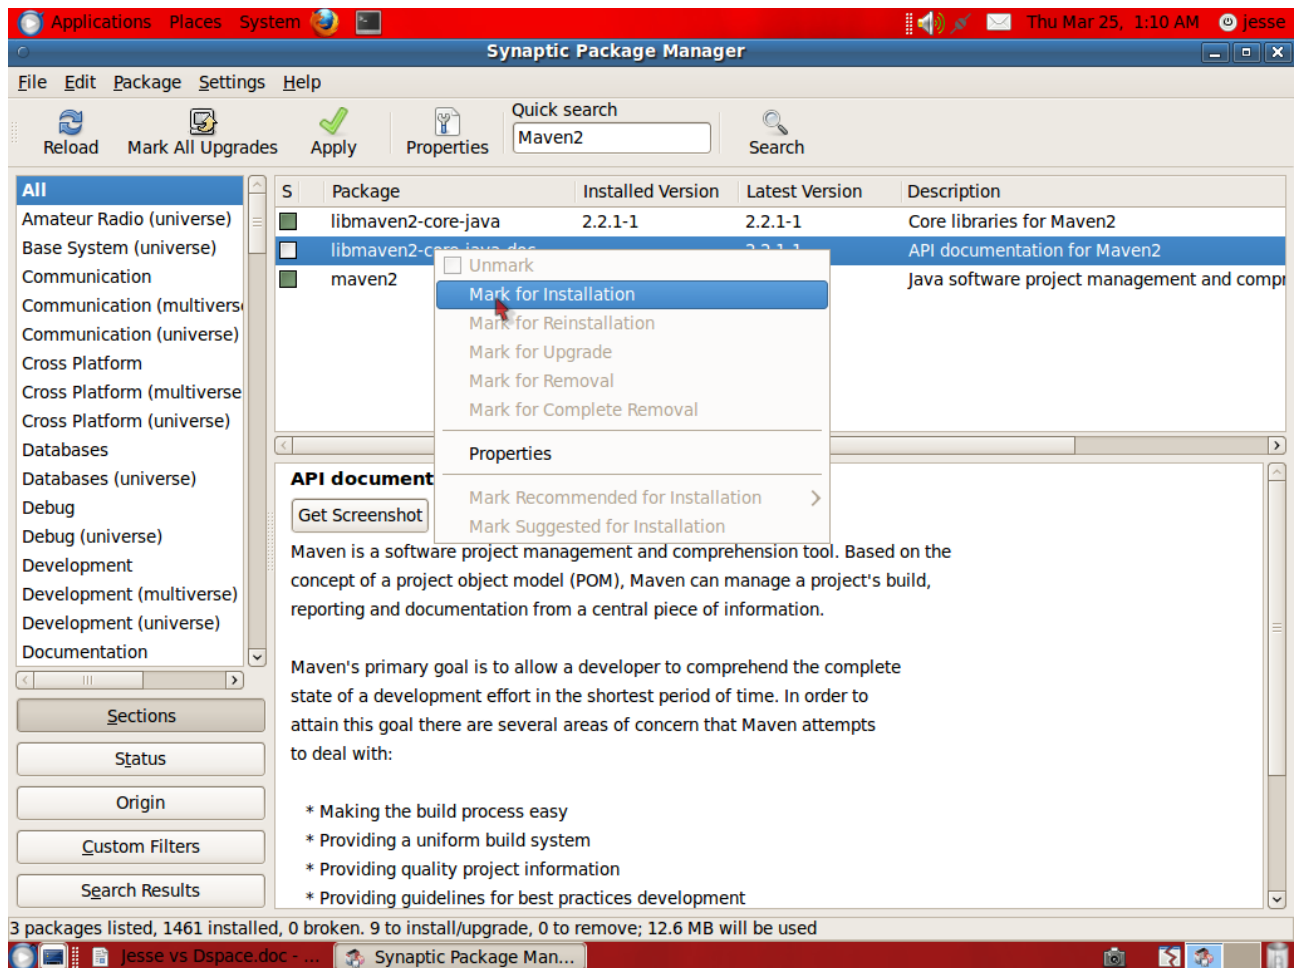 Applications Places System Thu Mar 25, 1:10 AM jesse
Synaptic Package Manager
File Edit Package Settings Help
Quick search
Maven2
Reload Mark All Upgrades Apply Properties Search
All
Amateur Radio (universe)
Base System (universe)
Communication
Communication (multivers
Communication (universe)
Cross Platform
Cross Platform (multiverse
Cross Platform (universe)
Databases
Databases (universe)
Debug
Debug (universe)
Development
Development (multiverse)
Development (universe)
Documentation
Sections
Status
Origin
Custom Filters
Search Results
S Package Installed Version Latest Version Description
libmaven2-core-java 2.2.1-1 2.2.1-1 Core libraries for Maven2
libmaven2-core-java-doc 2.2.1-1 API documentation for Maven2
maven2 Java software project management and compr
Unmark
Mark for Installation
Mark for Reinstallation
Mark for Upgrade
Mark for Removal
Mark for Complete Removal
Properties
Mark Recommended for Installation
Mark Suggested for Installation
API document
Get Screenshot
Maven is a software project management and comprehension tool. Based on the
concept of a project object model (POM), Maven can manage a project's build,
reporting and documentation from a central piece of information.
Maven's primary goal is to allow a developer to comprehend the complete
state of a development effort in the shortest period of time. In order to
attain this goal there are several areas of concern that Maven attempts
to deal with:
* Making the build process easy
* Providing a uniform build system
* Providing quality project information
* Providing guidelines for best practices development
3 packages listed, 1461 installed, 0 broken. 9 to install/upgrade, 0 to remove; 12.6 MB will be used
Jesse vs Dspace.doc - ... Synaptic Package Man...